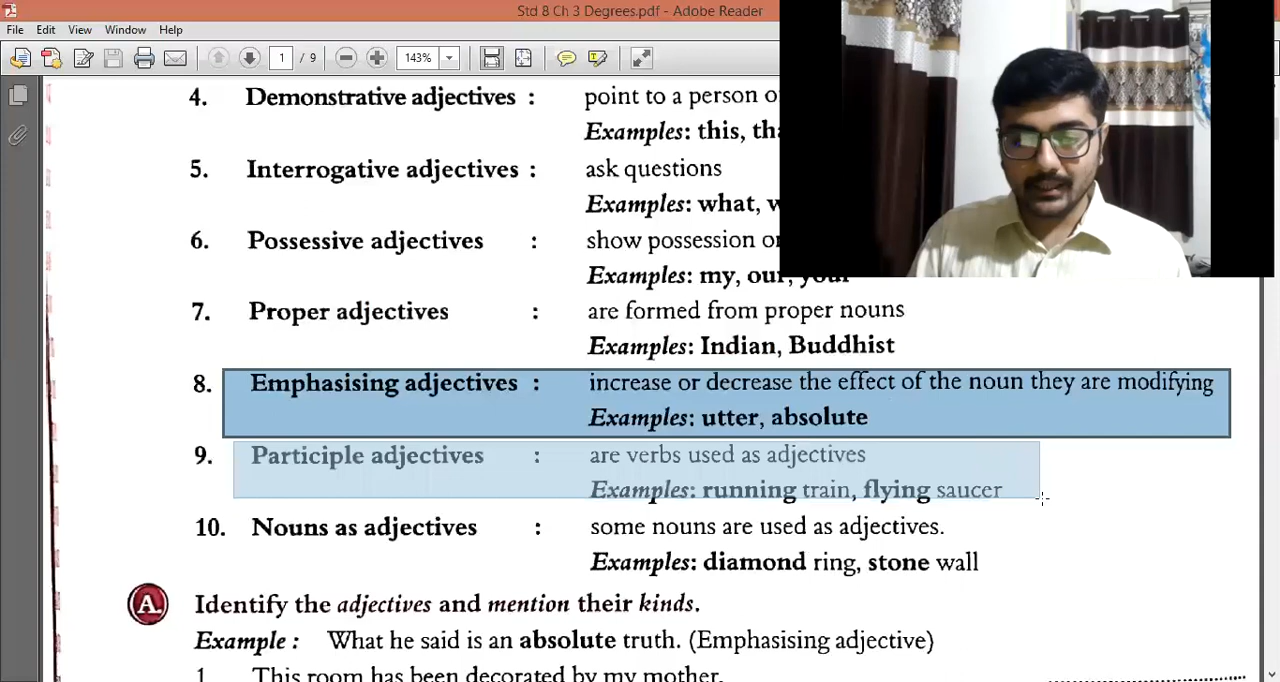 Std 8 Ch 3 Degrees.pdf - Adobe Reader
File Edit View Window Help
1 / 9 143%
4. Demonstrative adjectives : point to a person
Examples: this,
5. Interrogative adjectives : ask questions
Examples: what,
6. Possessive adjectives : show possession
Examples: my, our, your
7. Proper adjectives : are formed from proper nouns
Examples: Indian, Buddhist
8. Emphasising adjectives : increase or decrease the effect of the noun they are modifying
Examples: utter, absolute
9. Participle adjectives : are verbs used as adjectives
Examples: running train, flying saucer
10. Nouns as adjectives : some nouns are used as adjectives.
Examples: diamond ring, stone wall
A. Identify the adjectives and mention their kinds.
Example : What he said is an absolute truth. (Emphasising adjective)
1 This room has been decorated by my mother.